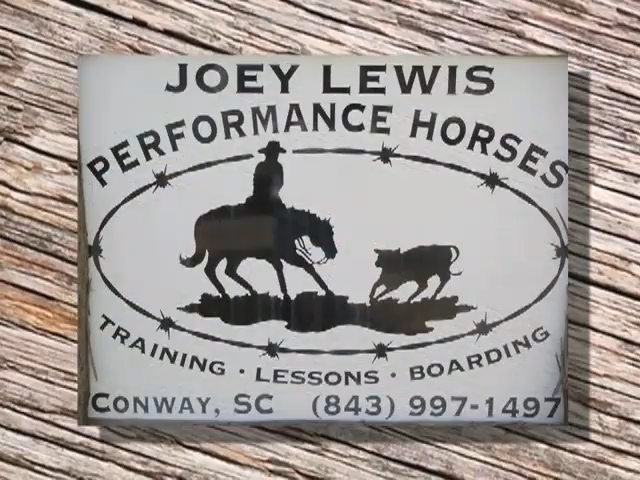 JOEY LEWIS
PERFORMANCE HORSES
TRAINING · LESSONS · BOARDING
CONWAY, SC (843) 997-1497